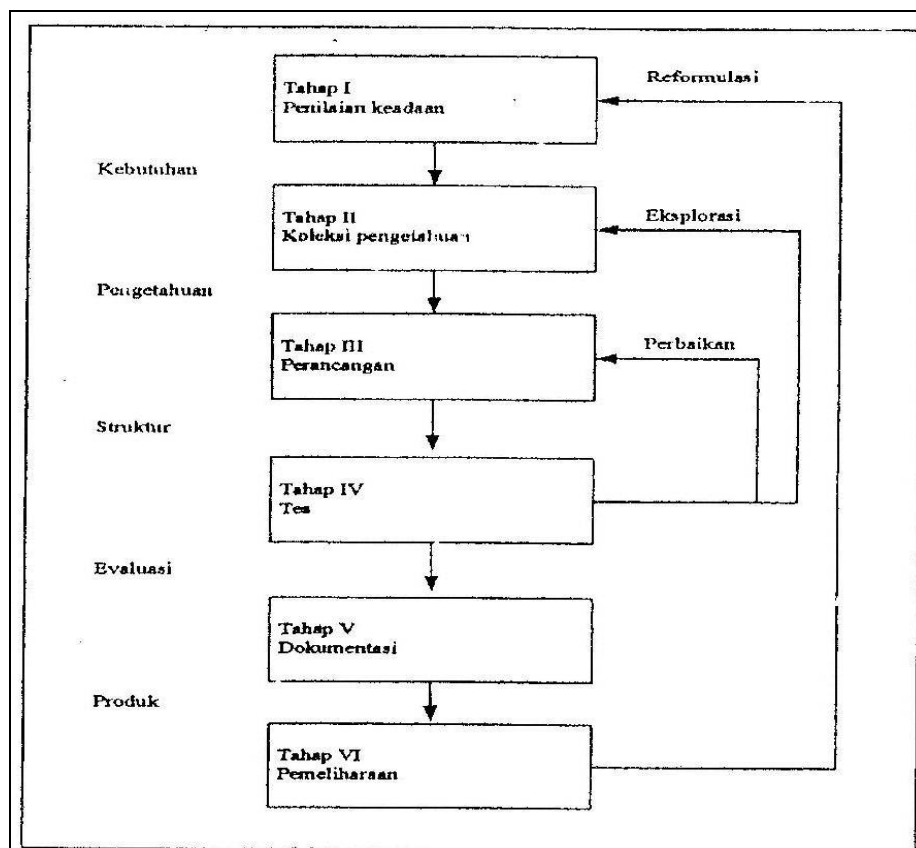 Tahap I
Penilaian keadaan
Reformulasi
Kebutuhan
Tahap II
Koleksi pengetahuan
Eksplorasi
Pengetahuan
Tahap III
Perancangan
Perbaikan
Struktur
Tahap IV
Tes
Evaluasi
Tahap V
Dokumentasi
Produk
Tahap VI
Pemeliharaan